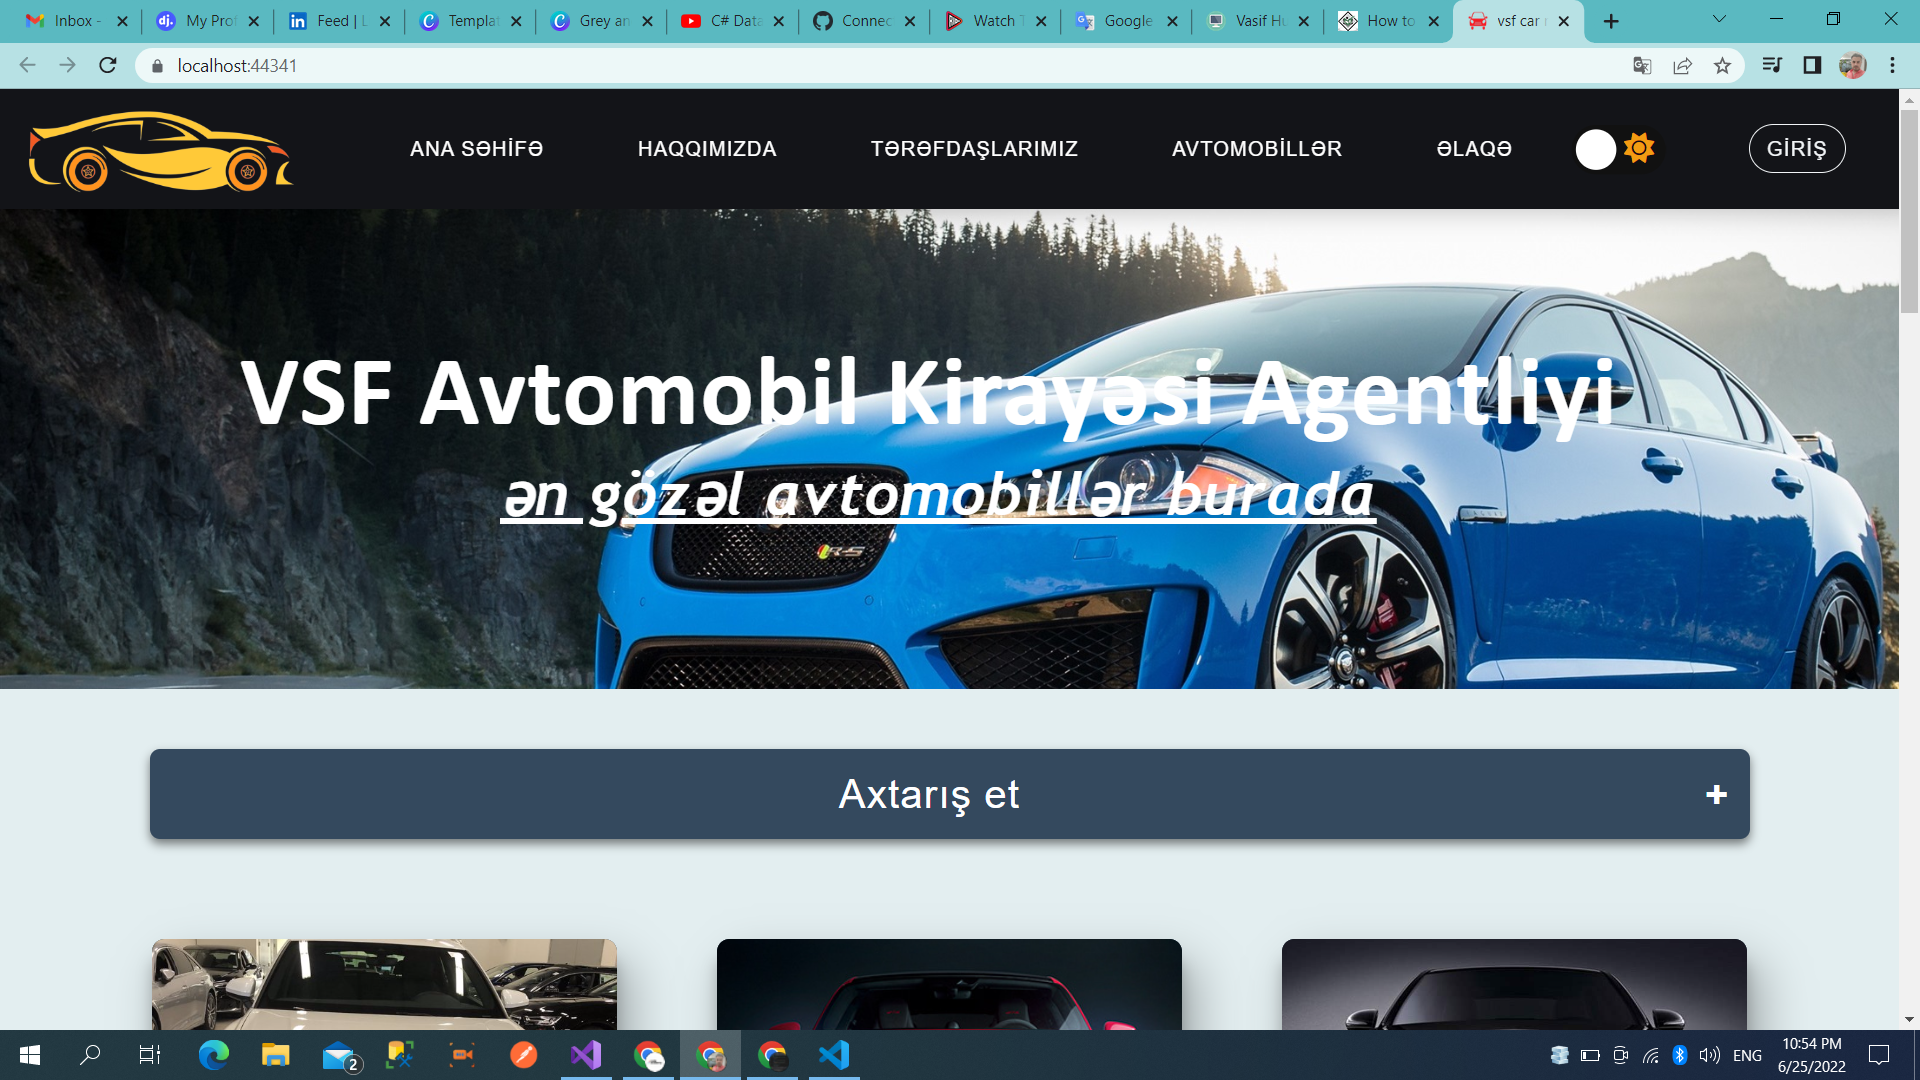 Inbox -
My Prof
Feed | L
Templat
Grey an
C# Data
Connec
Watch T
Google
Vasif Hu
How to
vsf car r
localhost:44341
ANA SƏHİFƏ
HAQQIMIZDA
TƏRƏFDAŞLARIMIZ
AVTOMOBİLLƏR
ƏLAQƏ
GİRİŞ
VSF Avtomobil Kirayəsi Agentliyi
ən gözəl avtomobillər burada
R-S
Axtarış et
+
2
ENG
10:54 PM
6/25/2022